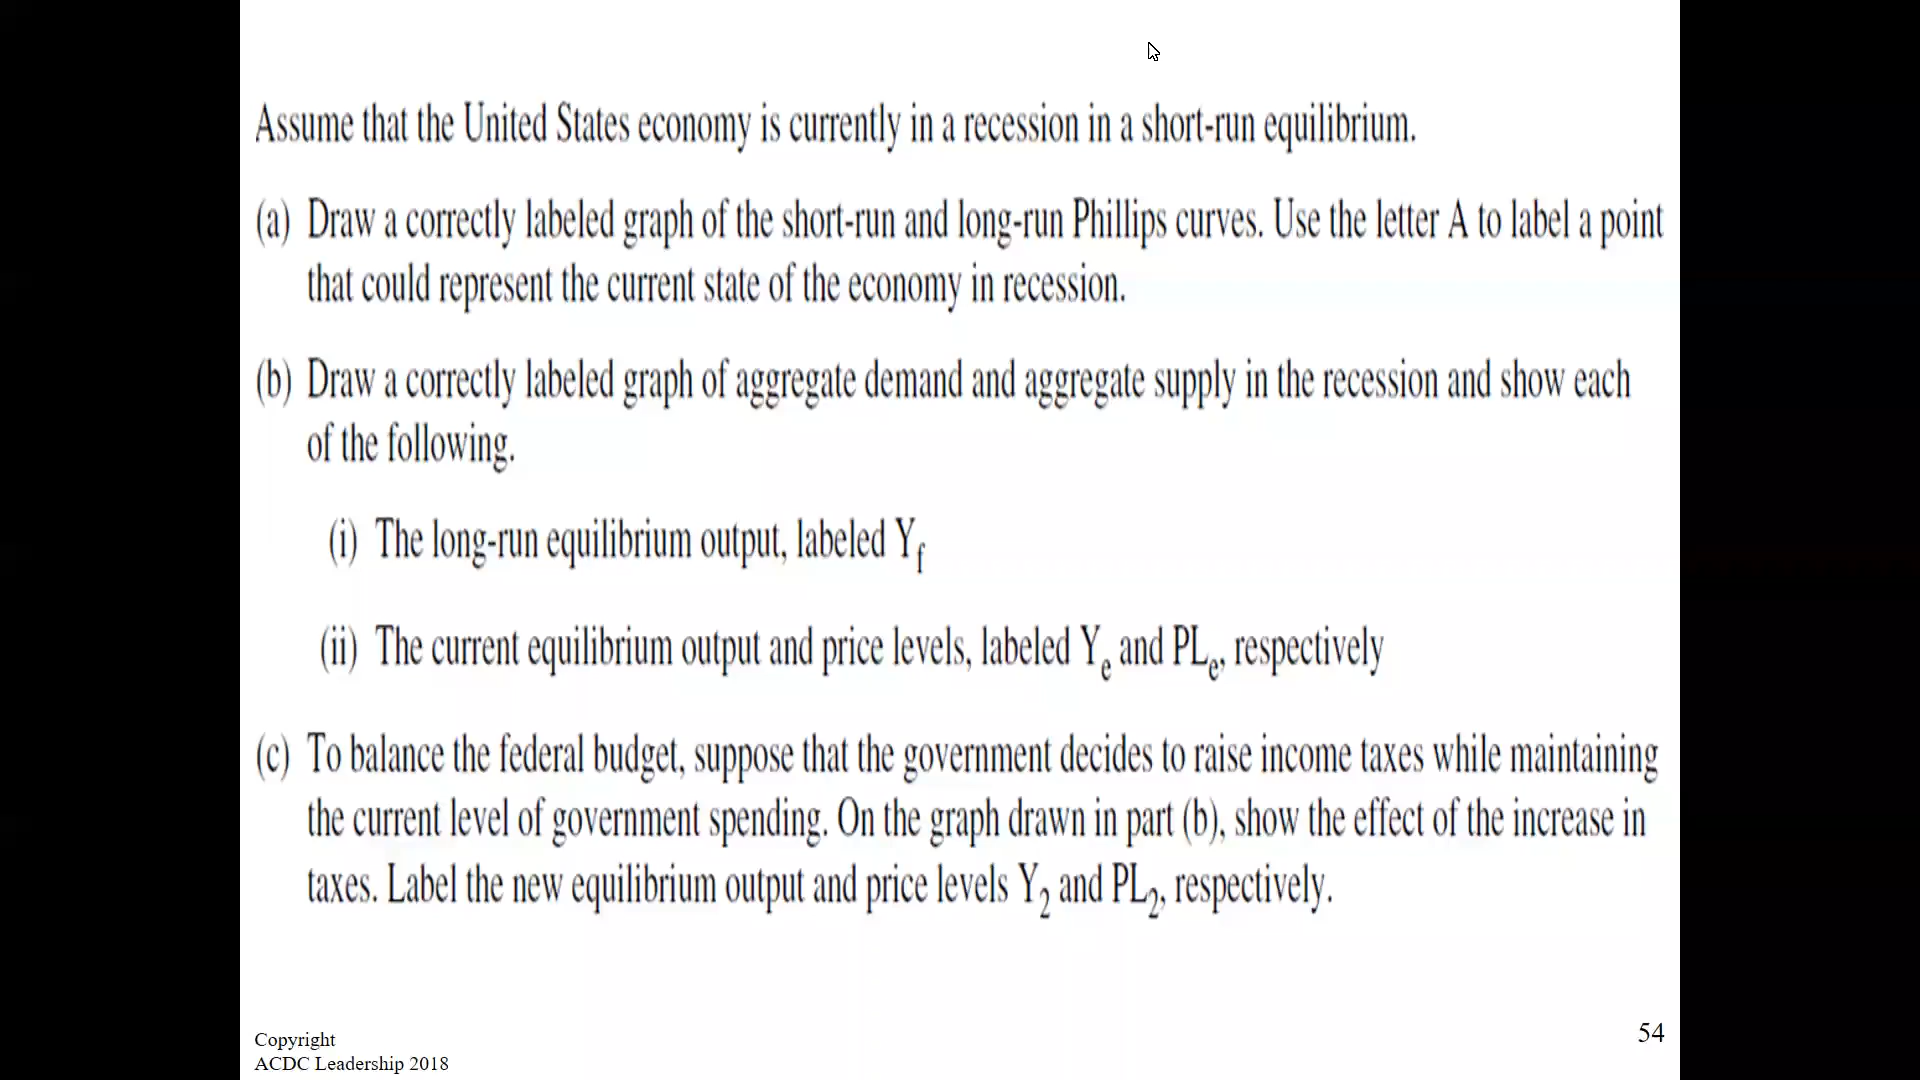 Assume that the United States economy is currently in a recession in a short-run equilibrium.
(a) Draw a correctly labeled graph of the short-run and long-run Phillips curves. Use the letter A to label a point
that could represent the current state of the economy in recession.
(b) Draw a correctly labeled graph of aggregate demand and aggregate supply in the recession and show each
of the following.
(i) The long-run equilibrium output, labeled Yf
(ii) The current equilibrium output and price levels, labeled Ye and PLe, respectively
(c) To balance the federal budget, suppose that the government decides to raise income taxes while maintaining
the current level of government spending. On the graph drawn in part (b), show the effect of the increase in
taxes. Label the new equilibrium output and price levels Y2 and PL2, respectively.
Copyright
ACDC Leadership 2018
54